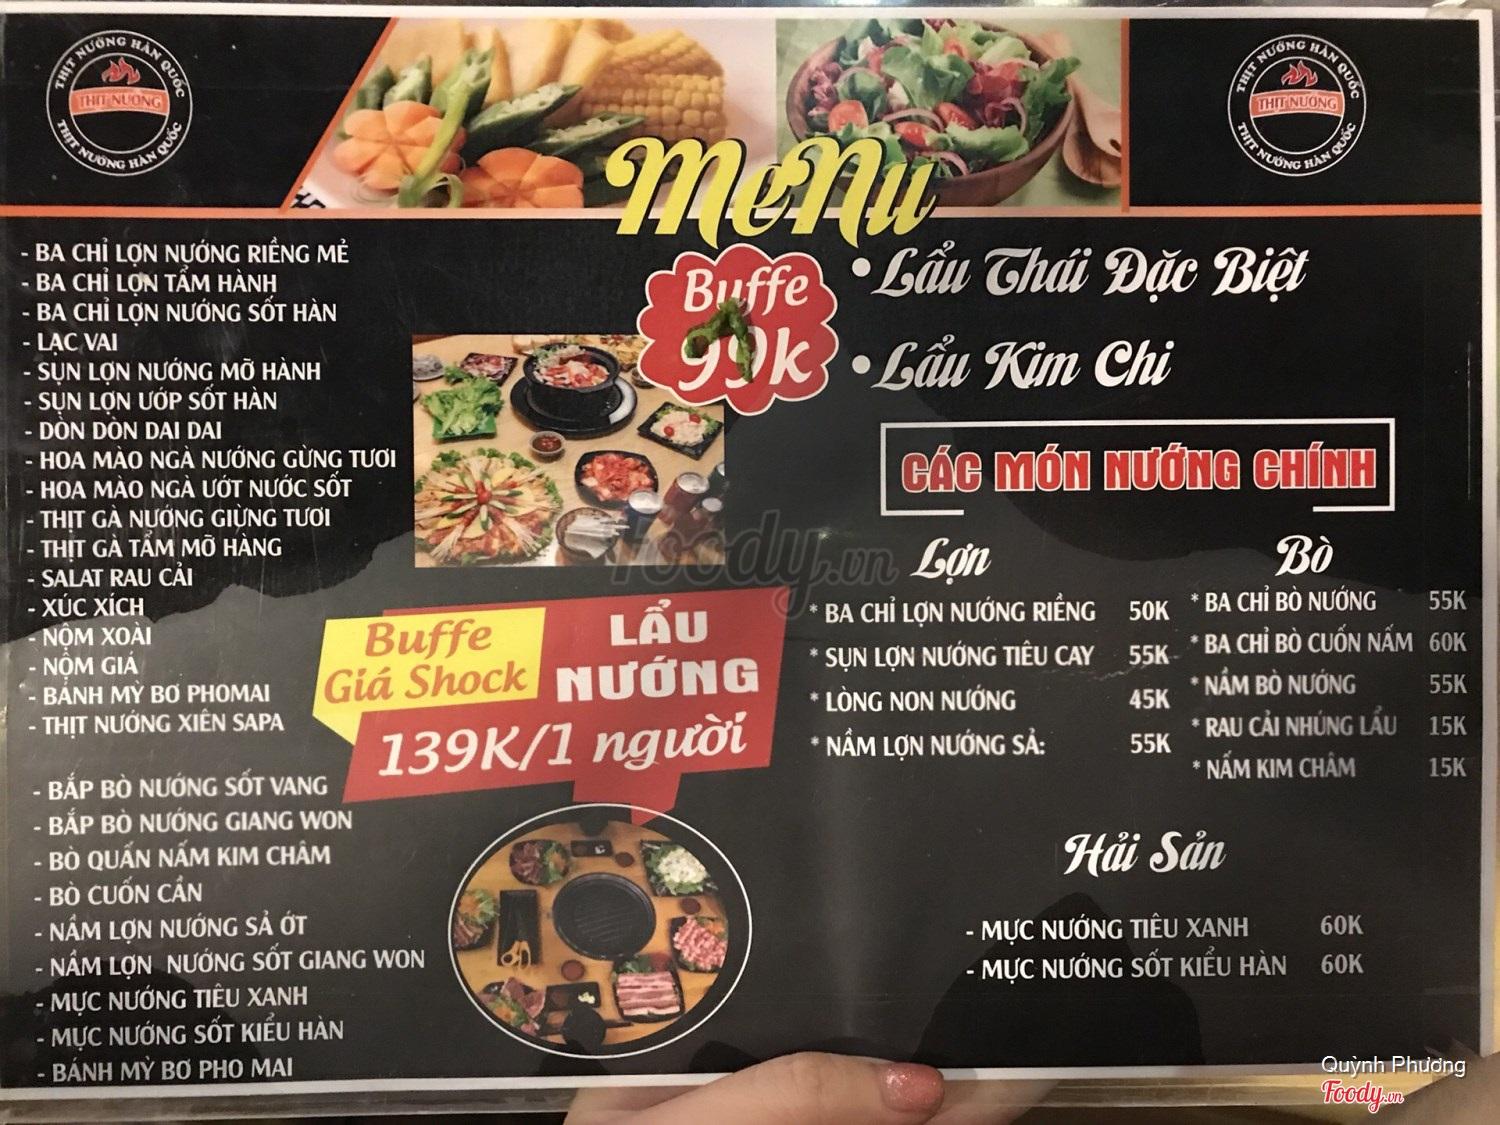 THỊT NƯỚNG HÀN QUỐC
THỊT NƯỚNG
THỊT NƯỚNG HÀN QUỐC
THỊT NƯỚNG HÀN QUỐC
THỊT NƯỚNG
THỊT NƯỚNG HÀN QUỐC
MeNu
- BA CHỈ LỢN NƯỚNG RIỀNG MẺ
- BA CHỈ LỢN TẨM HÀNH
- BA CHỈ LỢN NƯỚNG SỐT HÀN
- LẠC VAI
- SỤN LỢN NƯỚNG MỠ HÀNH
- SỤN LỢN ƯỚP SỐT HÀN
- DÒN DÒN DAI DAI
- HOA MÀO NGÀ NƯỚNG GỪNG TƯƠI
- HOA MÀO NGÀ ƯỚT NƯỚC SỐT
- THỊT GÀ NƯỚNG GIỪNG TƯƠI
- THỊT GÀ TẨM MỠ HÀNG
- SALAT RAU CẢI
- XÚC XÍCH
- NỘM XOÀI
- NỘM GIÁ
- BÁNH MỲ BƠ PHOMAI
- THỊT NƯỚNG XIÊN SAPA
- BẮP BÒ NƯỚNG SỐT VANG
- BẮP BÒ NƯỚNG GIANG WON
- BÒ QUẤN NẤM KIM CHÂM
- BÒ CUỐN CẦN
- NẦM LỢN NƯỚNG SẢ ỚT
- NẦM LỢN NƯỚNG SỐT GIANG WON
- MỰC NƯỚNG TIÊU XANH
- MỰC NƯỚNG SỐT KIỂU HÀN
- BÁNH MỲ BƠ PHO MAI
Buffe
99k
Buffe
Giá Shock
LẨU
NƯỚNG
139K/1 người
• Lẩu Thái Đặc Biệt
• Lẩu Kim Chi
CÁC MÓN NƯỚNG CHÍNH
Lợn
* BA CHỈ LỢN NƯỚNG RIỀNG 50K
* SỤN LỢN NƯỚNG TIÊU CAY 55K
* LÒNG NON NƯỚNG 45K
* NẦM LỢN NƯỚNG SẢ: 55K
Bò
* BA CHỈ BÒ NƯỚNG 55K
* BA CHỈ BÒ CUỐN NẤM 60K
* NẦM BÒ NƯỚNG 55K
* RAU CẢI NHÚNG LẨU 15K
* NẤM KIM CHÂM 15K
Hải Sản
- MỰC NƯỚNG TIÊU XANH 60K
- MỰC NƯỚNG SỐT KIỂU HÀN 60K
foody.vn
Quỳnh Phương
Foody.vn